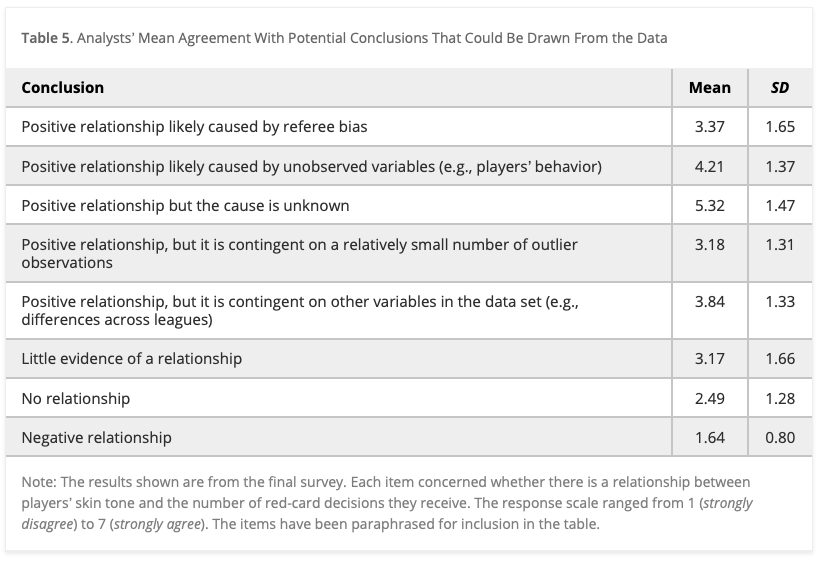 Table 5. Analysts' Mean Agreement With Potential Conclusions That Could Be Drawn From the Data
Conclusion Mean SD
Positive relationship likely caused by referee bias 3.37 1.65
Positive relationship likely caused by unobserved variables (e.g., players' behavior) 4.21 1.37
Positive relationship but the cause is unknown 5.32 1.47
Positive relationship, but it is contingent on a relatively small number of outlier 3.18 1.31
observations
Positive relationship, but it is contingent on other variables in the data set (e.g., 3.84 1.33
differences across leagues)
Little evidence of a relationship 3.17 1.66
No relationship 2.49 1.28
Negative relationship 1.64 0.80
Note: The results shown are from the final survey. Each item concerned whether there is a relationship between
players' skin tone and the number of red-card decisions they receive. The response scale ranged from 1 (strongly
disagree) to 7 (strongly agree). The items have been paraphrased for inclusion in the table.